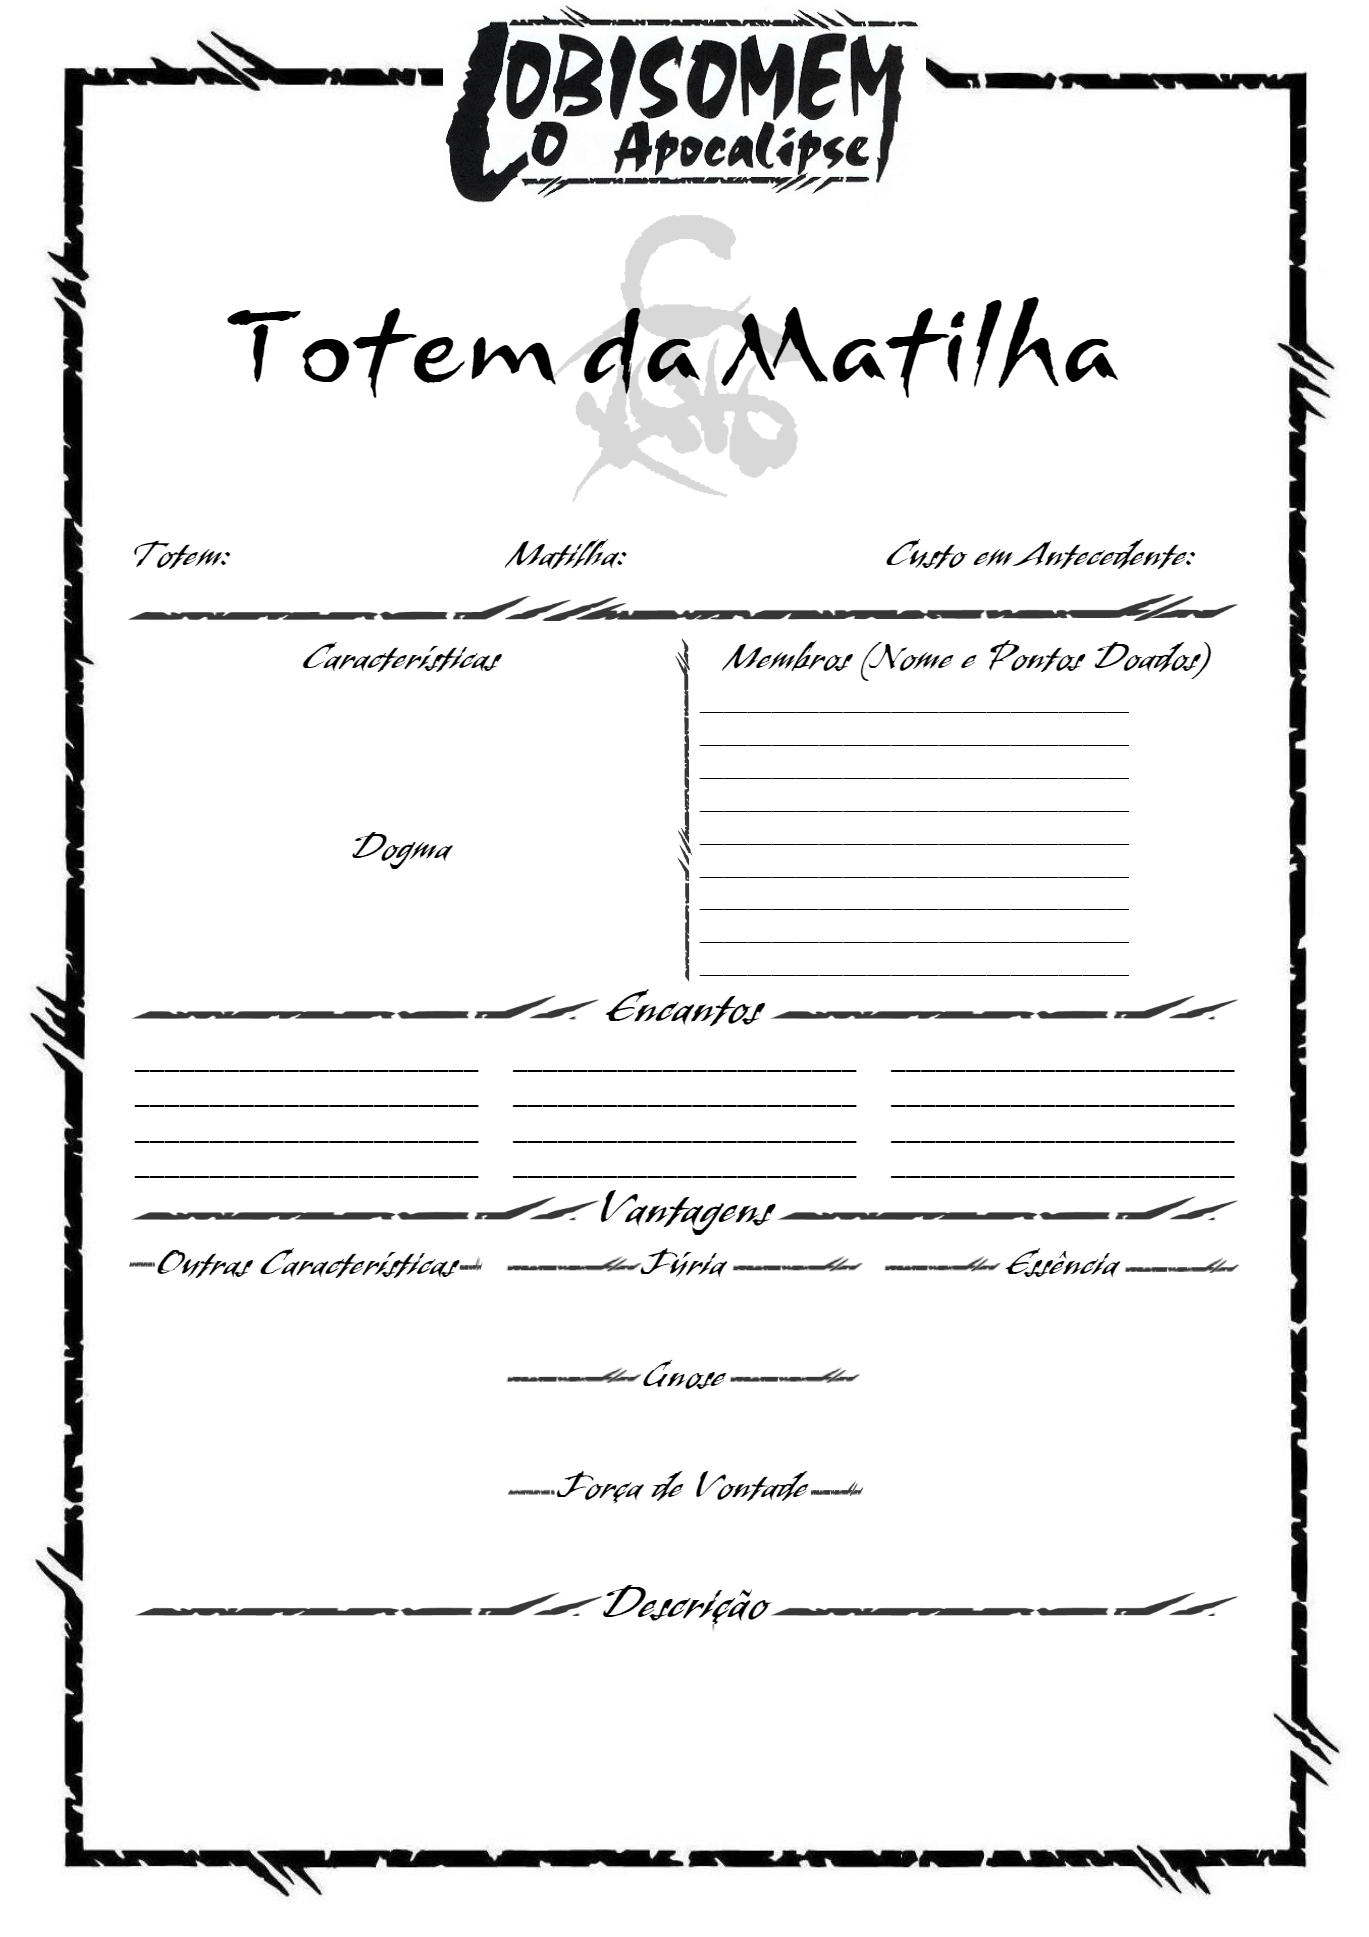 LOBISOMEM
O Apocalipse
Totem da Matilha
Totem: Matilha: Custo em Antecedente:
Características
Membros (Nome e Pontos Doados)
Dogma
Encantos
Vantagens
Outras Características Fúria Essência
Gnose
Força de Vontade
Descrição